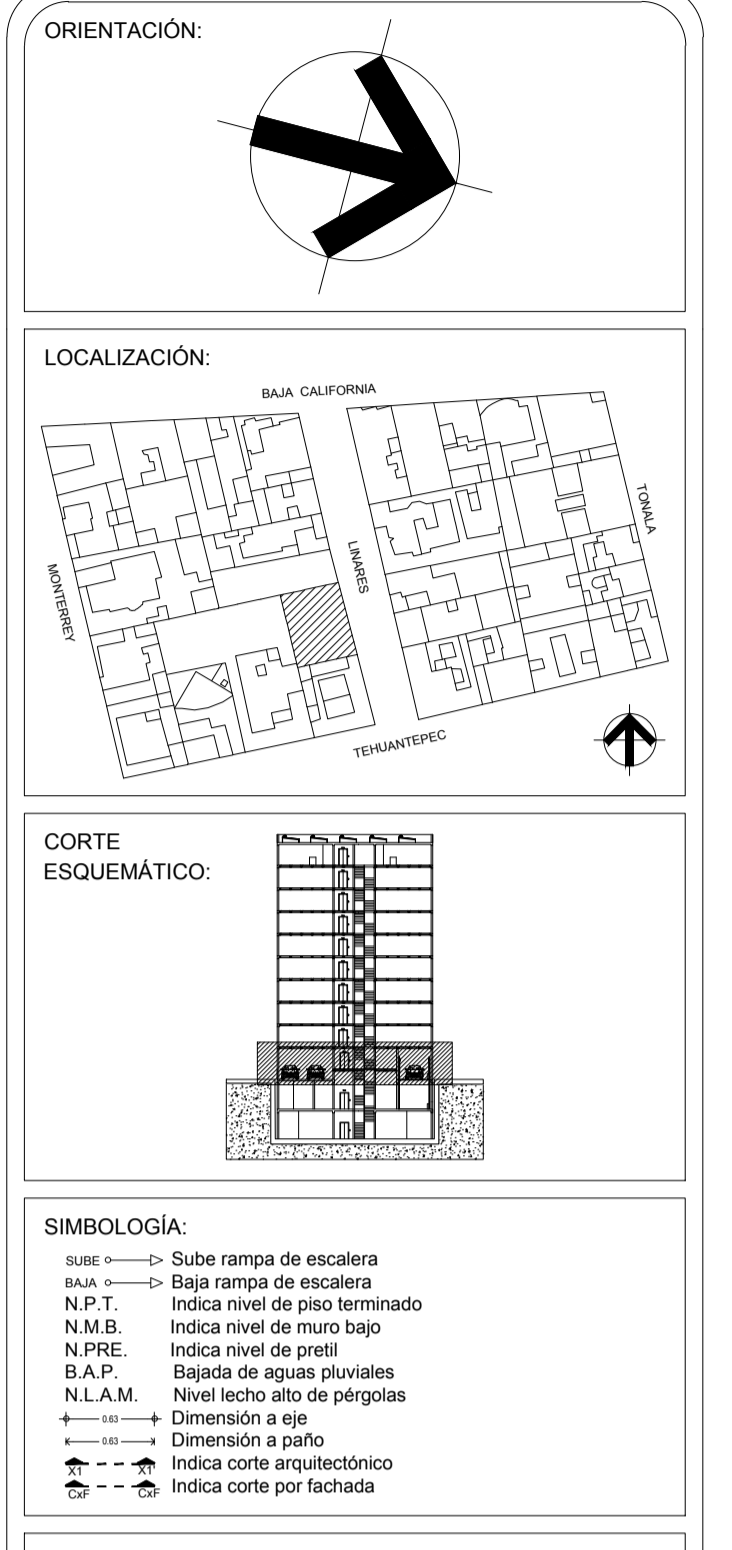 ORIENTACIÓN:
LOCALIZACIÓN:
BAJA CALIFORNIA
TONALA
LINARES
MONTERREY
TEHUANTEPEC
CORTE
ESQUEMÁTICO:
SIMBOLOGÍA:
SUBE Sube rampa de escalera
BAJA Baja rampa de escalera
N.P.T. Indica nivel de piso terminado
N.M.B. Indica nivel de muro bajo
N.PRE. Indica nivel de pretil
B.A.P. Bajada de aguas pluviales
N.L.A.M. Nivel lecho alto de pérgolas
0.63 Dimensión a eje
0.63 Dimensión a paño
X1 X1' Indica corte arquitectónico
CxF CxF Indica corte por fachada